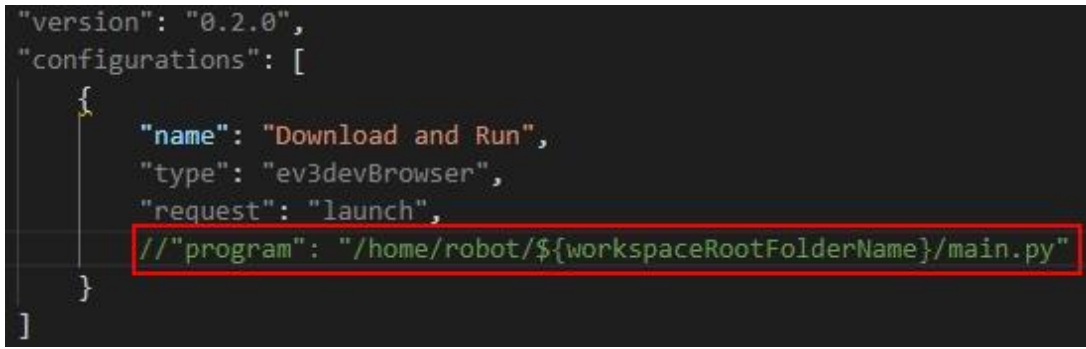 "version": "0.2.0",
"configurations": [
{
"name": "Download and Run",
"type": "ev3devBrowser",
"request": "launch",
//"program": "/home/robot/${workspaceRootFolderName}/main.py"
}
]